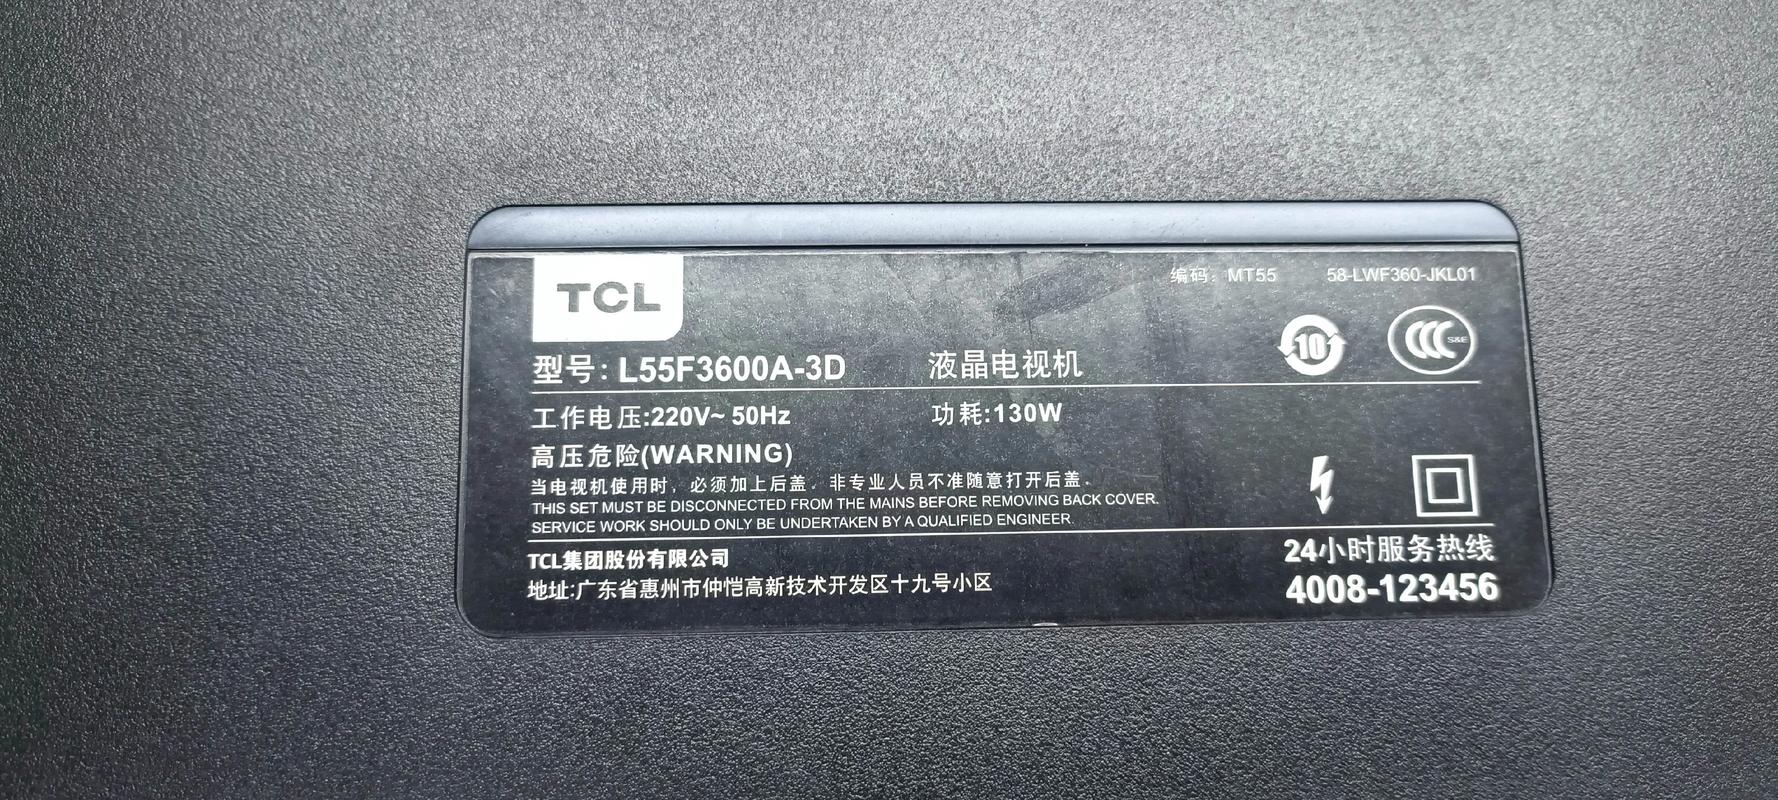 TCL
编码：MT55 58-LWF360-JKL01
10
CCC S&E
型号: L55F3600A-3D 液晶电视机
工作电压:220V~ 50Hz 功耗:130W
高压危险(WARNING)
当电视机使用时，必须加上后盖。非专业人员不准随意打开后盖。
THIS SET MUST BE DISCONNECTED FROM THE MAINS BEFORE REMOVING BACK COVER.
SERVICE WORK SHOULD ONLY BE UNDERTAKEN BY A QUALIFIED ENGINEER.
TCL集团股份有限公司
地址:广东省惠州市仲恺高新技术开发区十九号小区
24小时服务热线
4008-123456